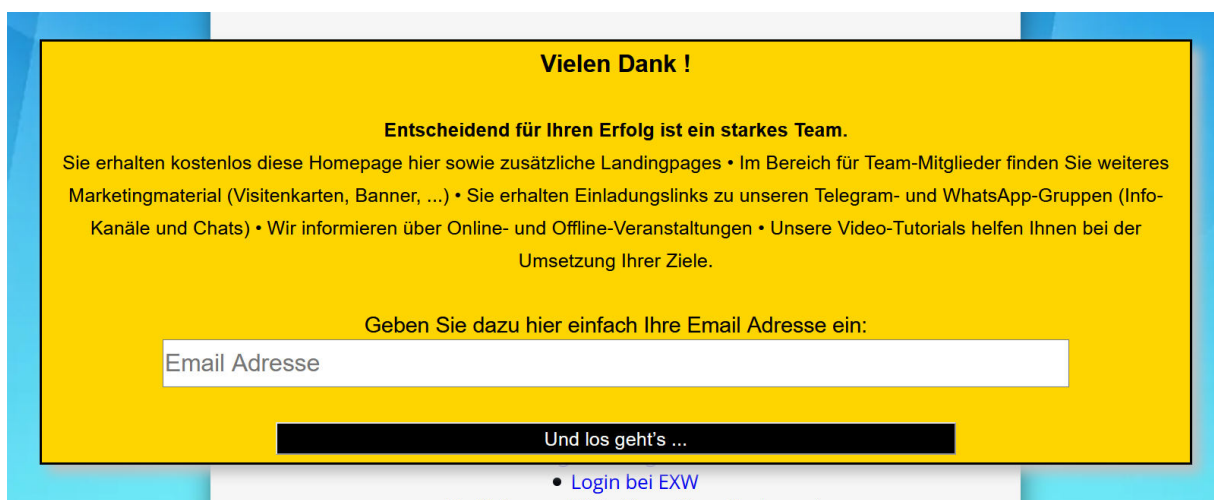 Vielen Dank !
Entscheidend für Ihren Erfolg ist ein starkes Team.
Sie erhalten kostenlos diese Homepage hier sowie zusätzliche Landingpages • Im Bereich für Team-Mitglieder finden Sie weiteres
Marketingmaterial (Visitenkarten, Banner, ...) • Sie erhalten Einladungslinks zu unseren Telegram- und WhatsApp-Gruppen (Info-
Kanäle und Chats) • Wir informieren über Online- und Offline-Veranstaltungen • Unsere Video-Tutorials helfen Ihnen bei der
Umsetzung Ihrer Ziele.
Geben Sie dazu hier einfach Ihre Email Adresse ein:
Email Adresse
Und los geht's ...
• Login bei EXW